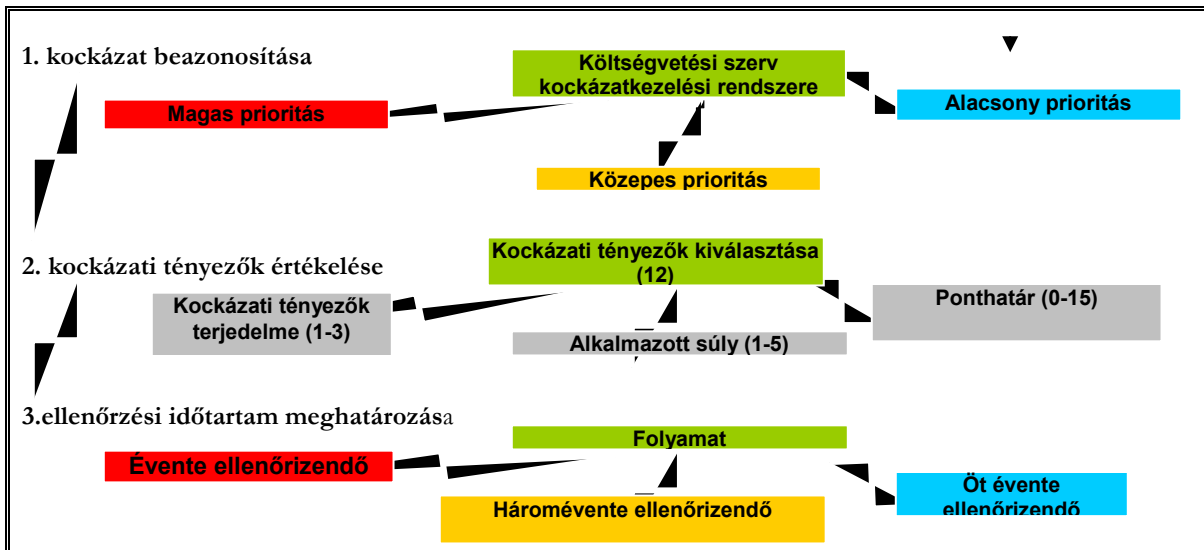 1. kockázat beazonosítása
Költségvetési szerv
kockázatkezelési rendszere
Magas prioritás
Alacsony prioritás
Közepes prioritás
2. kockázati tényezők értékelése
Kockázati tényezők kiválasztása
(12)
Kockázati tényezők
terjedelme (1-3)
Ponthatár (0-15)
Alkalmazott súly (1-5)
3.ellenőrzési időtartam meghatározása
Folyamat
Évente ellenőrizendő
Háromévente ellenőrizendő
Öt évente
ellenőrizendő